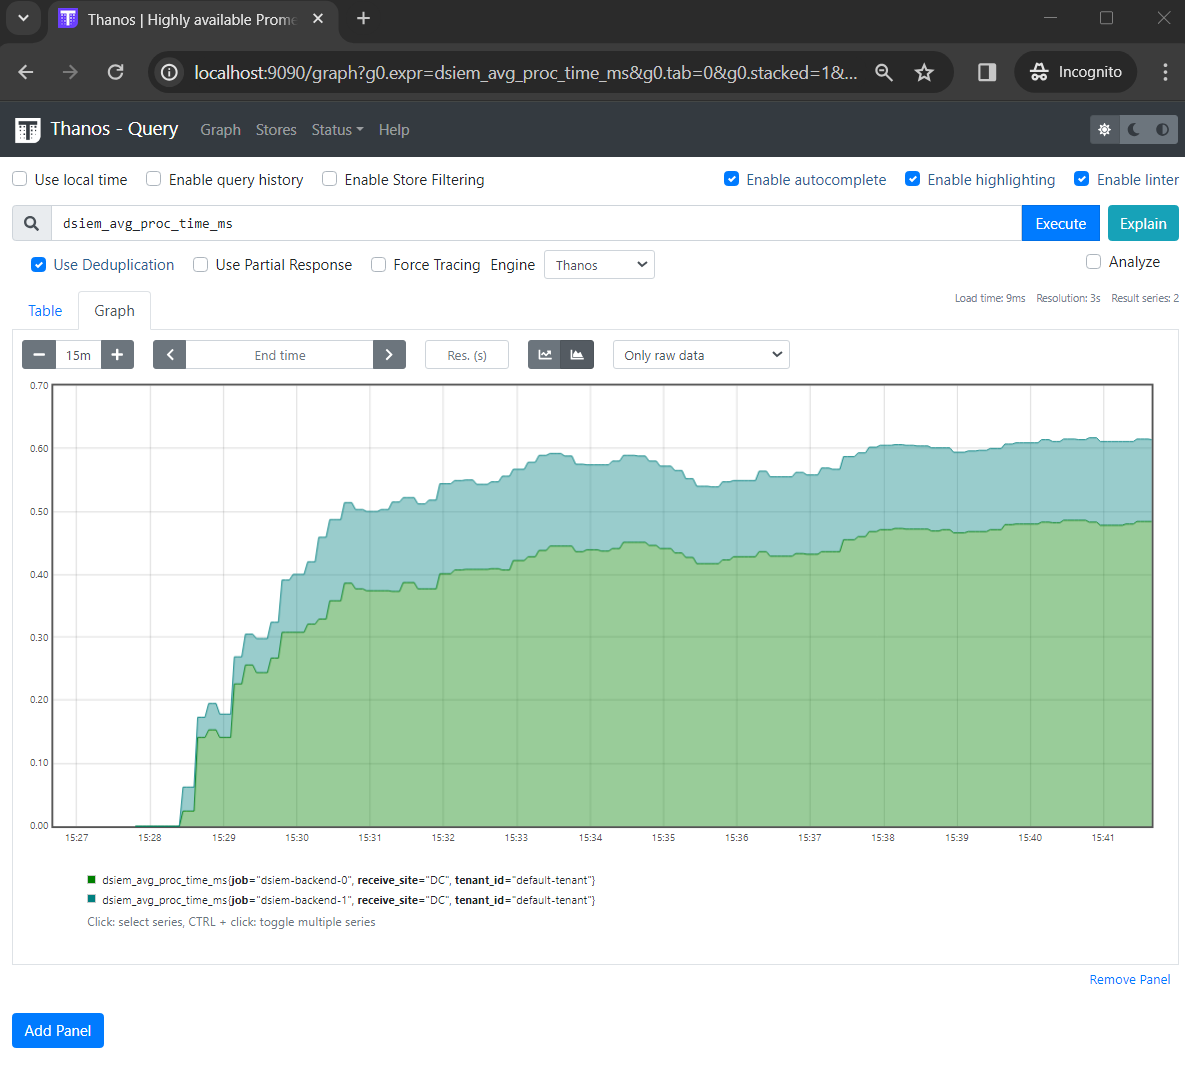 Thanos | Highly available Prome
localhost:9090/graph?g0.expr=dsiem_avg_proc_time_ms&g0.tab=0&g0.stacked=1&... Incognito
Thanos - Query Graph Stores Status Help
Use local time Enable query history Enable Store Filtering Enable autocomplete Enable highlighting Enable linter
dsiem_avg_proc_time_ms Execute Explain
Use Deduplication Use Partial Response Force Tracing Engine Thanos Analyze
Load time: 9ms Resolution: 3s Result series: 2
Table Graph
15m End time Res. (s) Only raw data
0.70
0.60
0.50
0.40
0.30
0.20
0.10
0.00
15:27 15:28 15:29 15:30 15:31 15:32 15:33 15:34 15:35 15:36 15:37 15:38 15:39 15:40 15:41
dsiem_avg_proc_time_ms{job="dsiem-backend-0", receive_site="DC", tenant_id="default-tenant"}
dsiem_avg_proc_time_ms{job="dsiem-backend-1", receive_site="DC", tenant_id="default-tenant"}
Click: select series, CTRL + click: toggle multiple series
Remove Panel
Add Panel